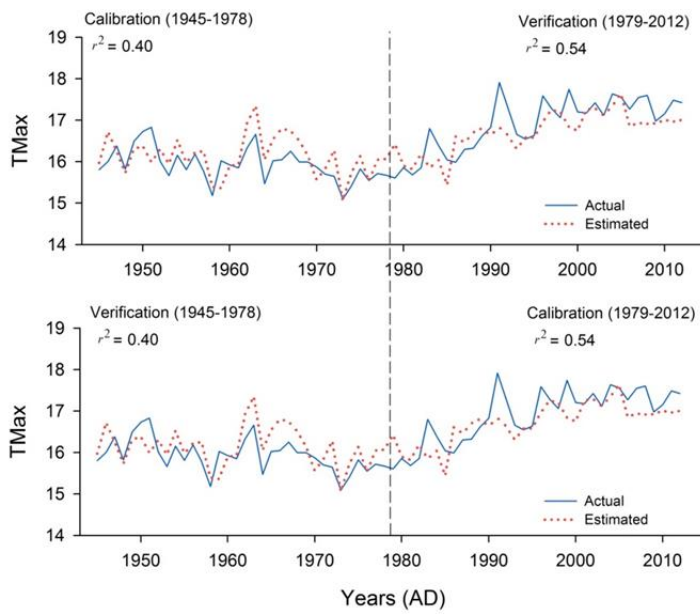 Calibration (1945-1978)
r² = 0.40
Verification (1979-2012)
r² = 0.54
19
18
17
16
15
14
TMax
Actual
Estimated
1950 1960 1970 1980 1990 2000 2010
Verification (1945-1978)
r² = 0.40
Calibration (1979-2012)
r² = 0.54
19
18
17
16
15
14
TMax
Actual
Estimated
1950 1960 1970 1980 1990 2000 2010
Years (AD)